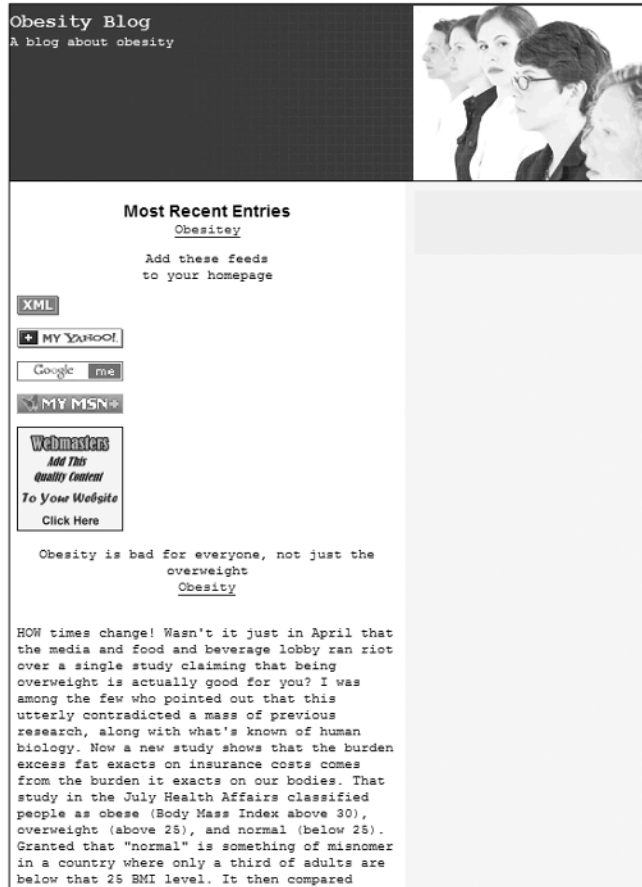 Obesity Blog
A blog about obesity
Most Recent Entries
Obesitey
Add these feeds
to your homepage
XML
MY YAHOO!
Google me
MY MSN+
Webmasters
Add This
Quality Content
To Your Website
Click Here
Obesity is bad for everyone, not just the
overweight
Obesity
HOW times change! Wasn't it just in April that
the media and food and beverage lobby ran riot
over a single study claiming that being
overweight is actually good for you? I was
among the few who pointed out that this
utterly contradicted a mass of previous
research, along with what's known of human
biology. Now a new study shows that the burden
excess fat exacts on insurance costs comes
from the burden it exacts on our bodies. That
study in the July Health Affairs classified
people as obese (Body Mass Index above 30),
overweight (above 25), and normal (below 25).
Granted that "normal" is something of misnomer
in a country where only a third of adults are
below that 25 BMI level. It then compared